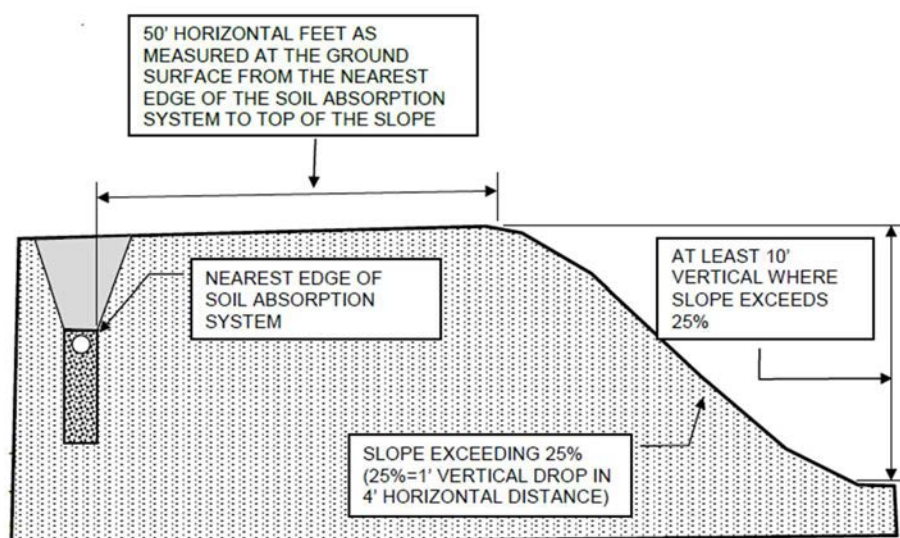 50' HORIZONTAL FEET AS
MEASURED AT THE GROUND
SURFACE FROM THE NEAREST
EDGE OF THE SOIL ABSORPTION
SYSTEM TO TOP OF THE SLOPE
NEAREST EDGE OF
SOIL ABSORPTION
SYSTEM
AT LEAST 10'
VERTICAL WHERE
SLOPE EXCEEDS
25%
SLOPE EXCEEDING 25%
(25%=1' VERTICAL DROP IN
4' HORIZONTAL DISTANCE)